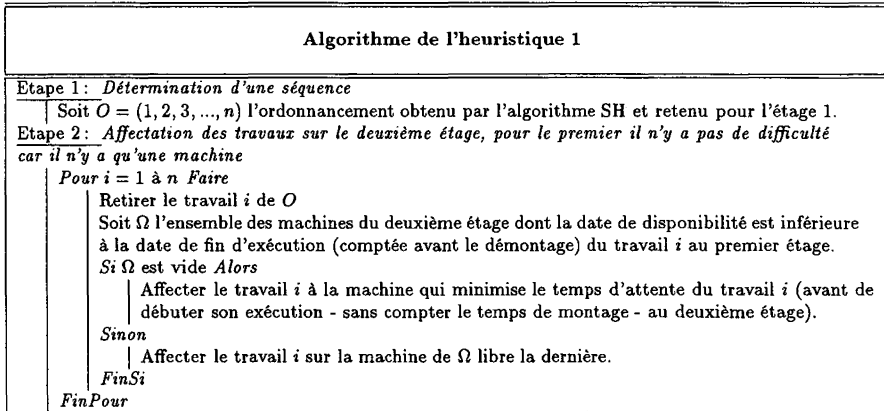 Algorithme de l'heuristique 1
Etape 1 : Détermination d'une séquence
Soit O = (1, 2, 3, ..., n) l'ordonnancement obtenu par l'algorithme SH et retenu pour l'étage 1.
Etape 2 : Affectation des travaux sur le deuxième étage, pour le premier il n'y a pas de difficulté
car il n'y a qu'une machine
Pour i = 1 à n Faire
Retirer le travail i de O
Soit Ω l'ensemble des machines du deuxième étage dont la date de disponibilité est inférieure
à la date de fin d'exécution (comptée avant le démontage) du travail i au premier étage.
Si Ω est vide Alors
Affecter le travail i à la machine qui minimise le temps d'attente du travail i (avant de
débuter son exécution - sans compter le temps de montage - au deuxième étage).
Sinon
Affecter le travail i sur la machine de Ω libre la dernière.
FinSi
FinPour